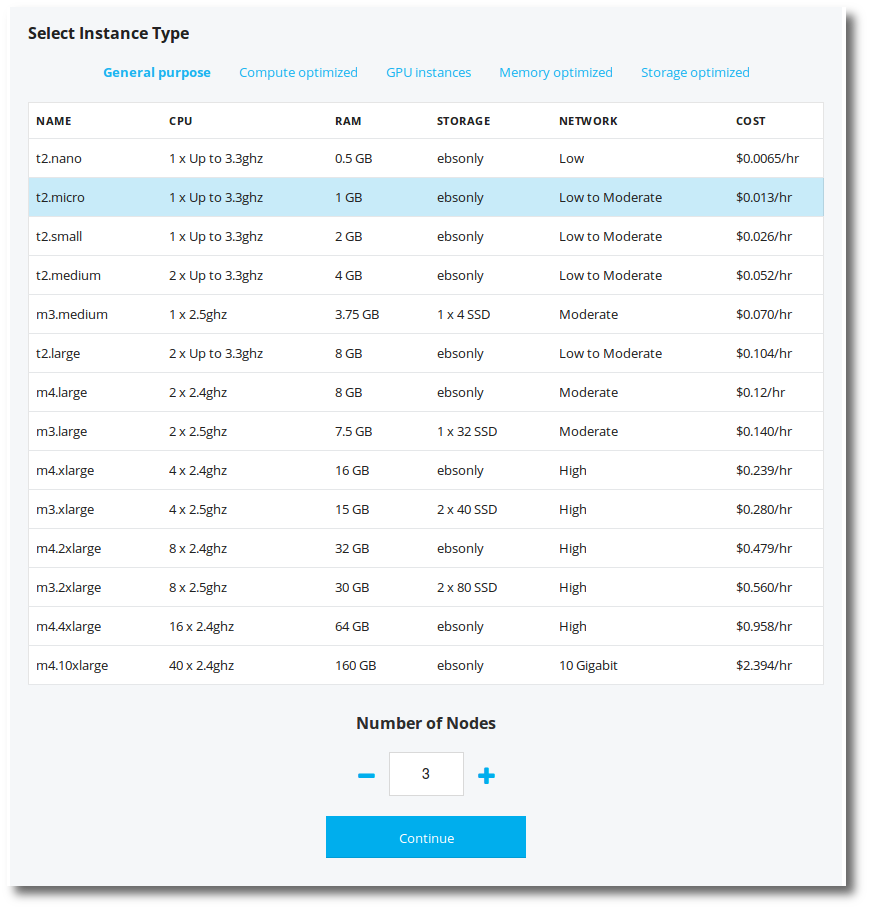 Select Instance Type
General purpose Compute optimized GPU instances Memory optimized Storage optimized
NAME CPU RAM STORAGE NETWORK COST
t2.nano 1 x Up to 3.3ghz 0.5 GB ebsonly Low $0.0065/hr
t2.micro 1 x Up to 3.3ghz 1 GB ebsonly Low to Moderate $0.013/hr
t2.small 1 x Up to 3.3ghz 2 GB ebsonly Low to Moderate $0.026/hr
t2.medium 2 x Up to 3.3ghz 4 GB ebsonly Low to Moderate $0.052/hr
m3.medium 1 x 2.5ghz 3.75 GB 1 x 4 SSD Moderate $0.070/hr
t2.large 2 x Up to 3.3ghz 8 GB ebsonly Low to Moderate $0.104/hr
m4.large 2 x 2.4ghz 8 GB ebsonly Moderate $0.12/hr
m3.large 2 x 2.5ghz 7.5 GB 1 x 32 SSD Moderate $0.140/hr
m4.xlarge 4 x 2.4ghz 16 GB ebsonly High $0.239/hr
m3.xlarge 4 x 2.5ghz 15 GB 2 x 40 SSD High $0.280/hr
m4.2xlarge 8 x 2.4ghz 32 GB ebsonly High $0.479/hr
m3.2xlarge 8 x 2.5ghz 30 GB 2 x 80 SSD High $0.560/hr
m4.4xlarge 16 x 2.4ghz 64 GB ebsonly High $0.958/hr
m4.10xlarge 40 x 2.4ghz 160 GB ebsonly 10 Gigabit $2.394/hr
Number of Nodes
3
Continue